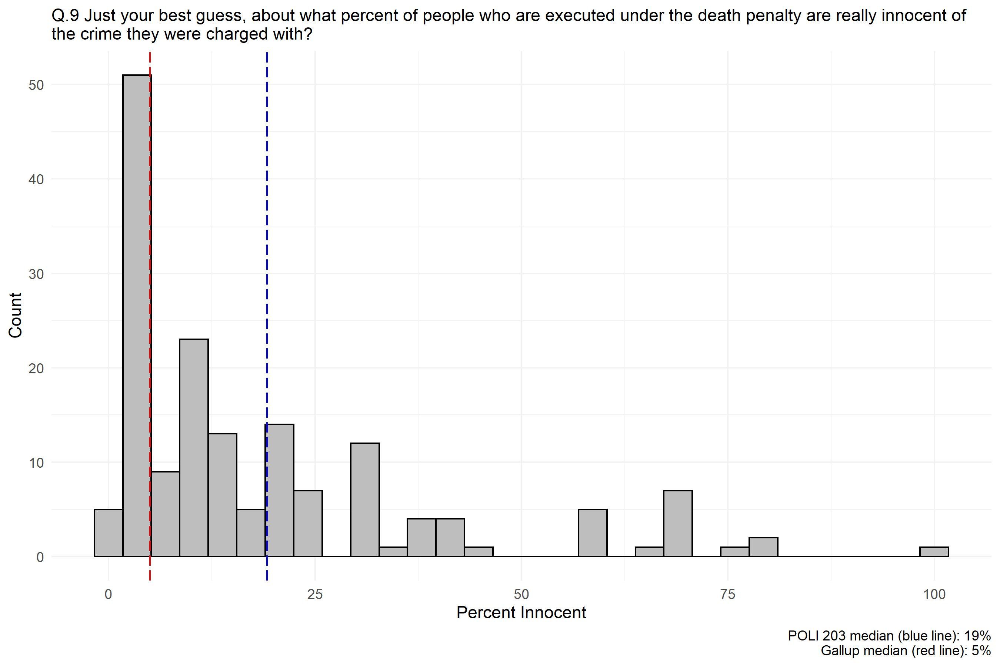 Q.9 Just your best guess, about what percent of people who are executed under the death penalty are really innocent of
the crime they were charged with?
50
40
30
20
10
0
Count
0 25 50 75 100
Percent Innocent
POLI 203 median (blue line): 19%
Gallup median (red line): 5%